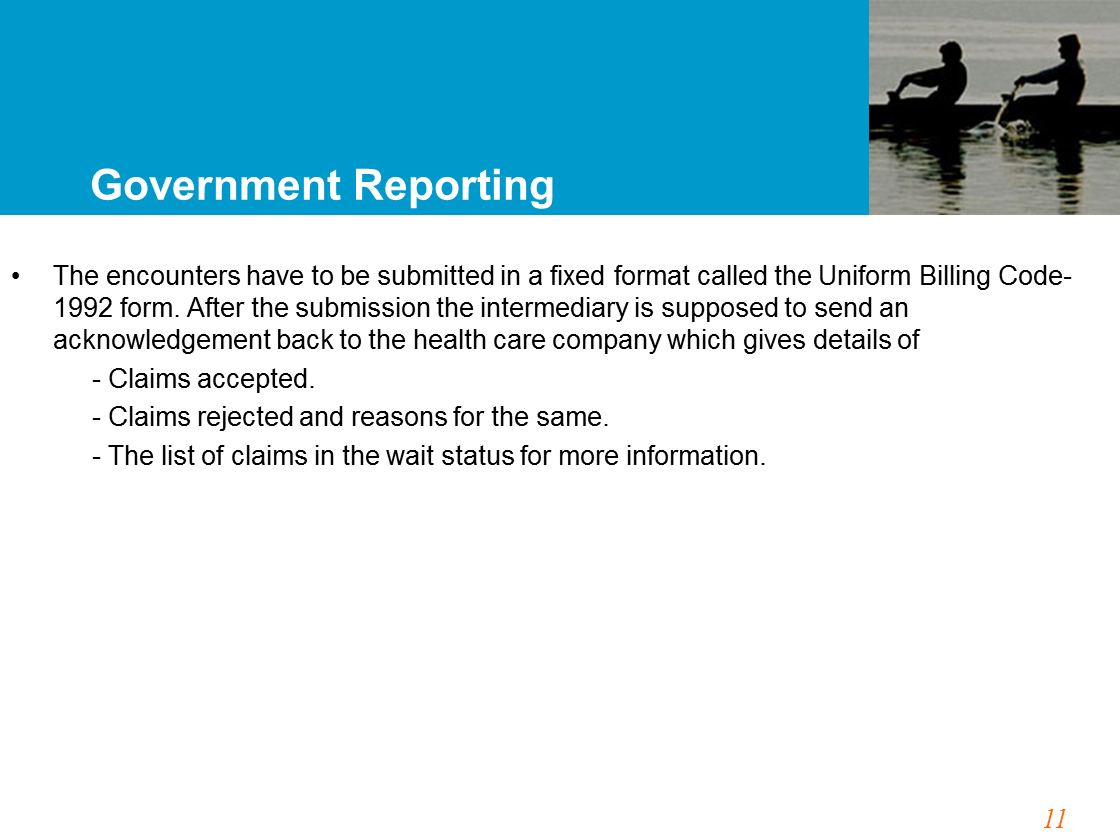 Government Reporting
• The encounters have to be submitted in a fixed format called the Uniform Billing Code-
1992 form. After the submission the intermediary is supposed to send an
acknowledgement back to the health care company which gives details of
- Claims accepted.
- Claims rejected and reasons for the same.
- The list of claims in the wait status for more information.
11